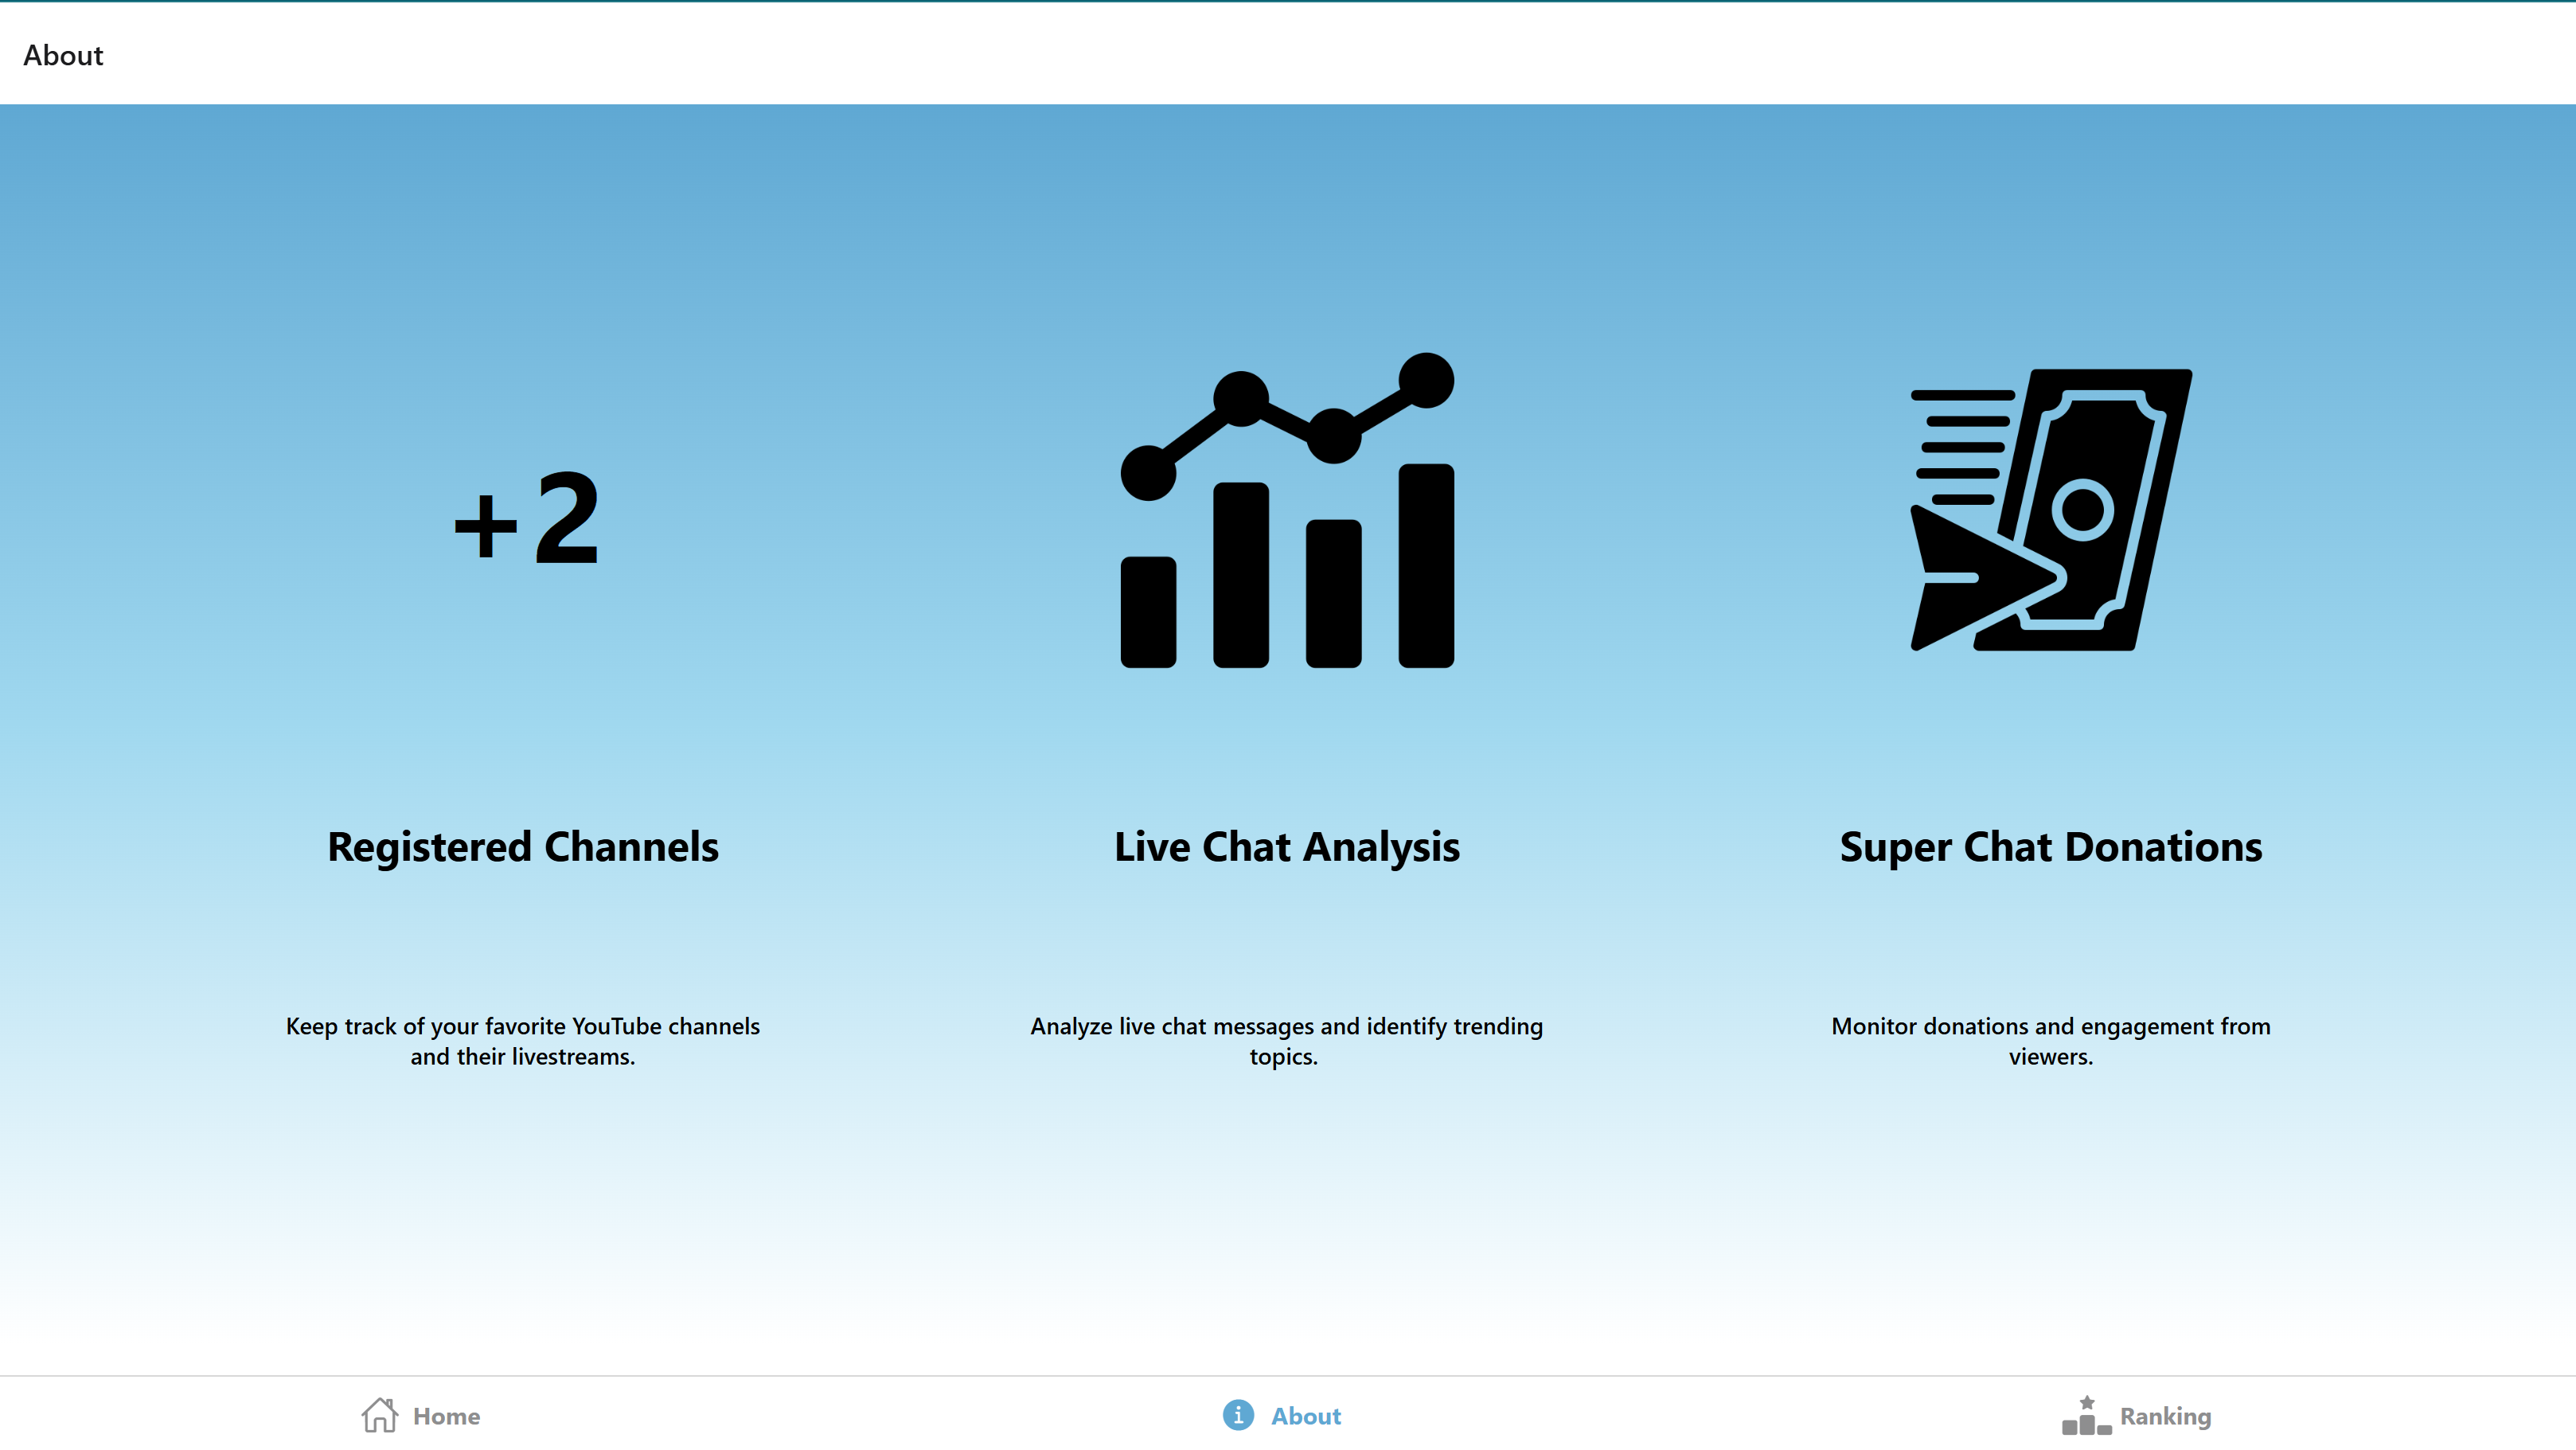 About
+2
Registered Channels
Keep track of your favorite YouTube channels
and their livestreams.
Live Chat Analysis
Analyze live chat messages and identify trending
topics.
Super Chat Donations
Monitor donations and engagement from
viewers.
Home
About
Ranking